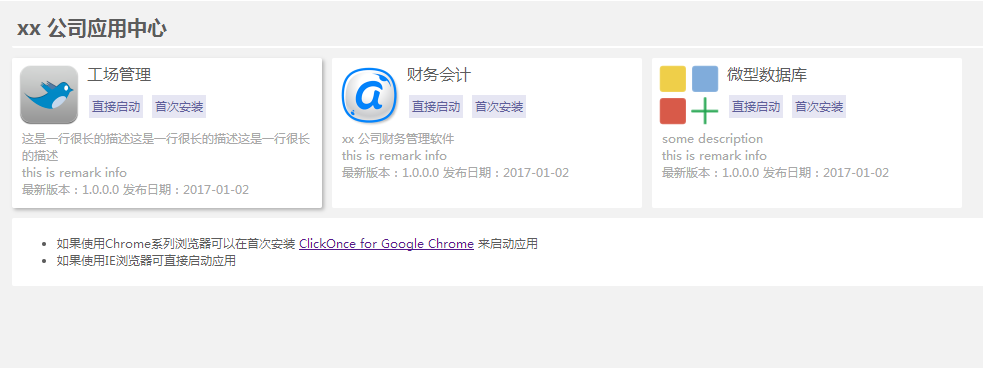 xx 公司应用中心
工场管理
直接启动 首次安装
这是一行很长的描述这是一行很长的描述这是一行很长
的描述
this is remark info
最新版本：1.0.0.0 发布日期：2017-01-02
财务会计
直接启动 首次安装
xx 公司财务管理软件
this is remark info
最新版本：1.0.0.0 发布日期：2017-01-02
微型数据库
直接启动 首次安装
some description
this is remark info
最新版本：1.0.0.0 发布日期：2017-01-02
• 如果使用Chrome系列浏览器可以在首次安装 ClickOnce for Google Chrome 来启动应用
• 如果使用IE浏览器可直接启动应用